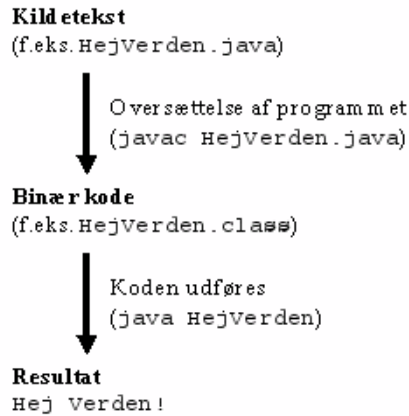 Kildetekst
(f.eks. HejVerden.java)
Oversættelse af programmet
(javac HejVerden.java)
Binær kode
(f.eks. HejVerden.class)
Koden udføres
(java HejVerden)
Resultat
Hej Verden!